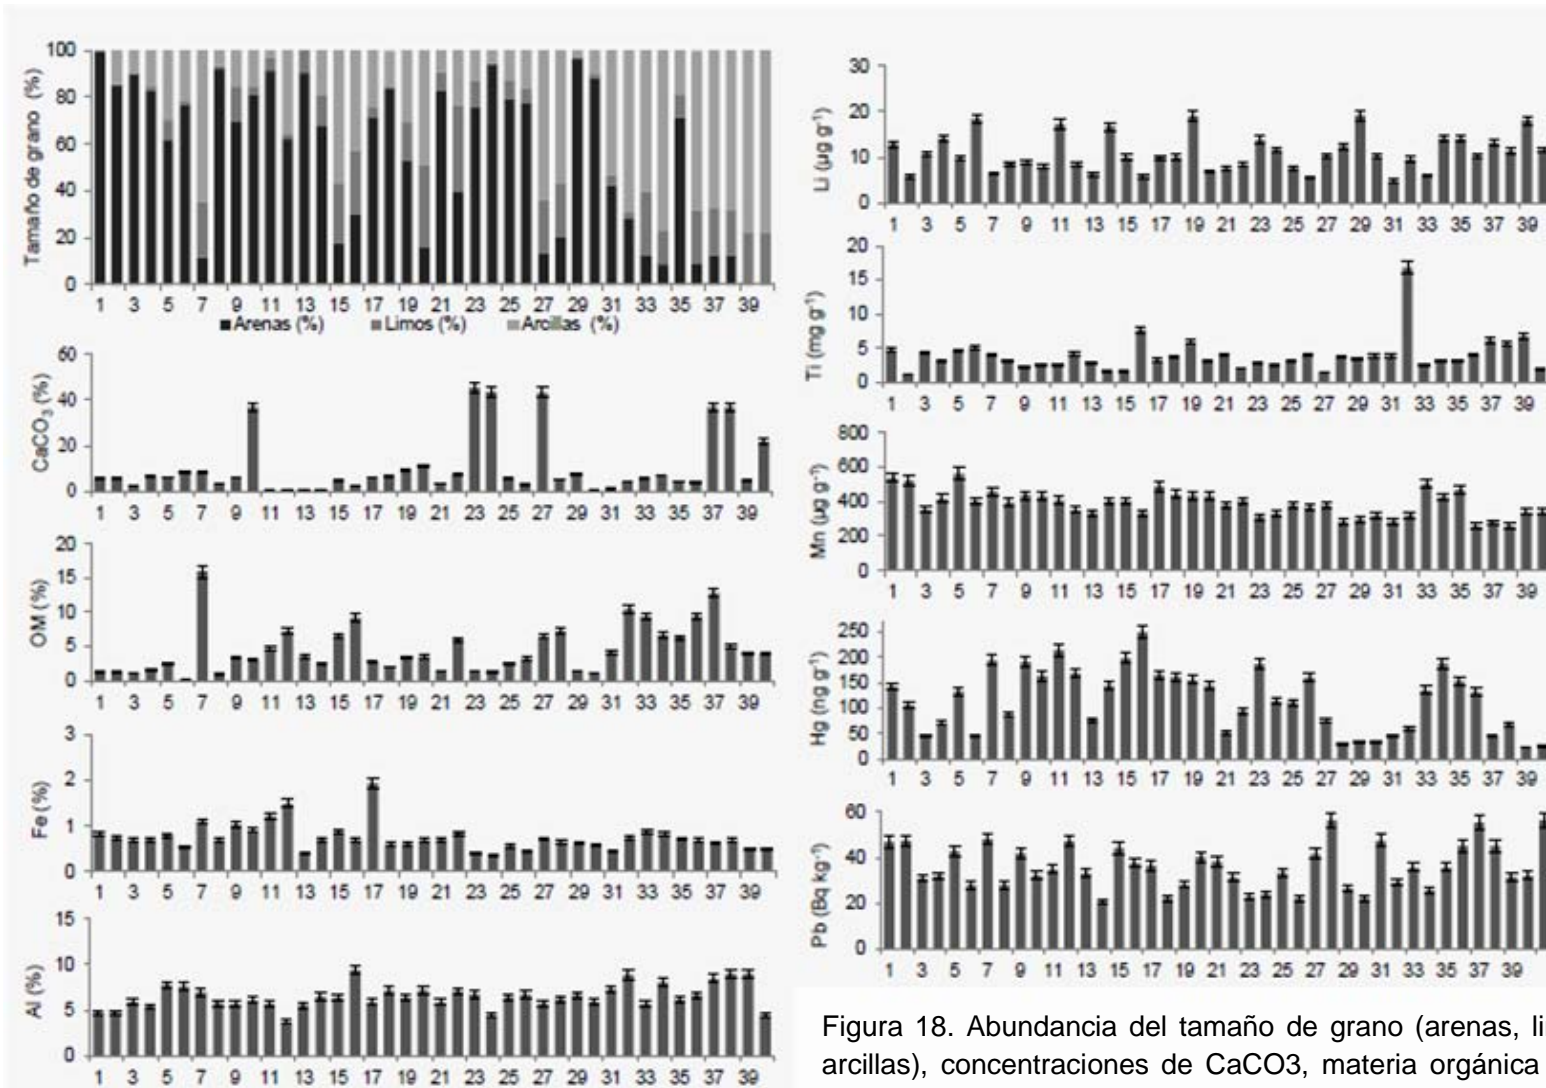 Tamaño de grano (%)
100
80
60
40
20
0
1 3 5 7 9 11 13 15 17 19 21 23 25 27 29 31 33 35 37 39
Arenas (%) Limos (%) Arcillas (%)
CaCO3 (%)
60
40
20
0
1 3 5 7 9 11 13 15 17 19 21 23 25 27 29 31 33 35 37 39
OM (%)
20
15
10
5
0
1 3 5 7 9 11 13 15 17 19 21 23 25 27 29 31 33 35 37 39
Fe (%)
3
2
1
0
1 3 5 7 9 11 13 15 17 19 21 23 25 27 29 31 33 35 37 39
Al (%)
15
10
5
0
1 3 5 7 9 11 13 15 17 19 21 23 25 27 29 31 33 35 37 39
Li (µg g-1)
30
20
10
0
1 3 5 7 9 11 13 15 17 19 21 23 25 27 29 31 33 35 37 39
Ti (mg g-1)
20
15
10
5
0
1 3 5 7 9 11 13 15 17 19 21 23 25 27 29 31 33 35 37 39
Mn (µg g-1)
800
600
400
200
0
1 3 5 7 9 11 13 15 17 19 21 23 25 27 29 31 33 35 37 39
Hg (ng g-1)
250
200
150
100
50
0
1 3 5 7 9 11 13 15 17 19 21 23 25 27 29 31 33 35 37 39
Pb (Bq kg-1)
60
40
20
0
1 3 5 7 9 11 13 15 17 19 21 23 25 27 29 31 33 35 37 39
Figura 18. Abundancia del tamaño de grano (arenas,
arcillas), concentraciones de CaCO3, materia orgánica